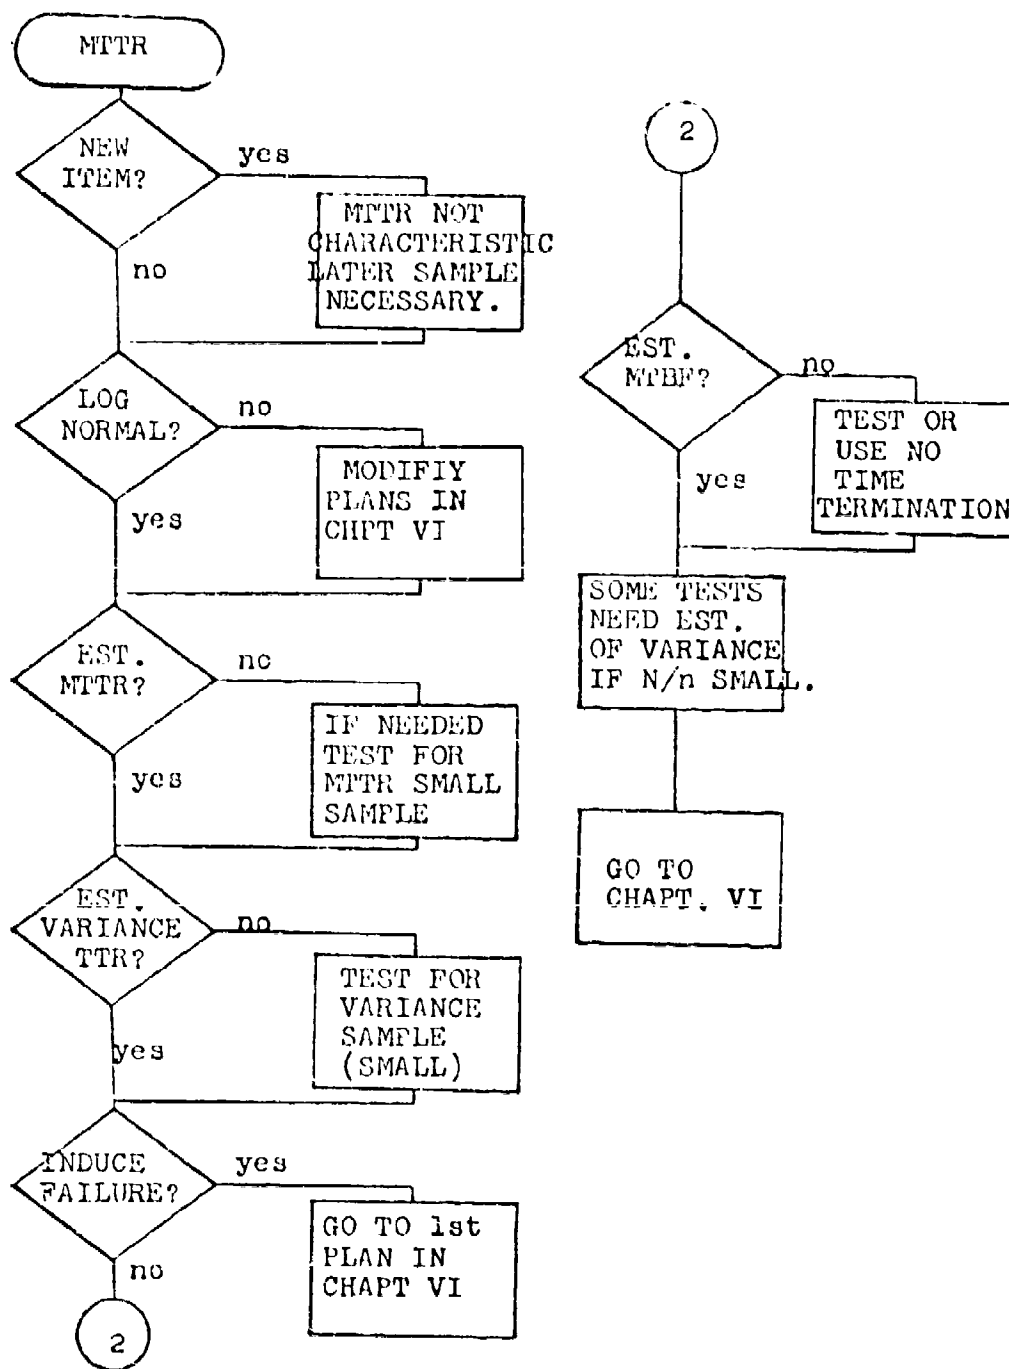 MTTR
NEW
ITEM?
yes
MTTR NOT
CHARACTERISTIC
LATER SAMPLE
NECESSARY.
no
LOG
NORMAL?
no
MODIFIY
PLANS IN
CHPT VI
yes
EST.
MTTR?
no
IF NEEDED
TEST FOR
MTTR SMALL
SAMPLE
yes
EST.
VARIANCE
TTR?
no
TEST FOR
VARIANCE
SAMPLE
(SMALL)
yes
INDUCE
FAILURE?
yes
GO TO 1st
PLAN IN
CHAPT VI
no
2
2
EST.
MTBF?
no
TEST OR
USE NO
TIME
TERMINATION
yes
SOME TESTS
NEED EST.
OF VARIANCE
IF N/n SMALL.
GO TO
CHAPT. VI